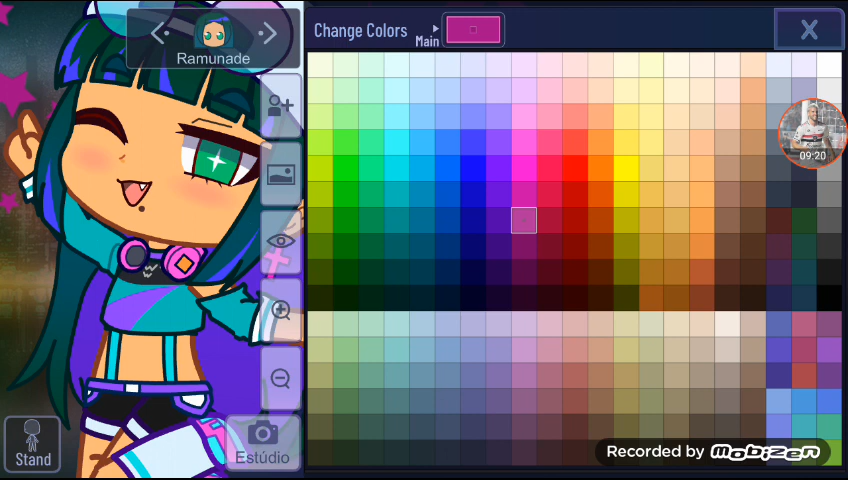 Ramunade
Change Colors
Main
X
09:20
Stand
Estúdio
Recorded by Mobizen